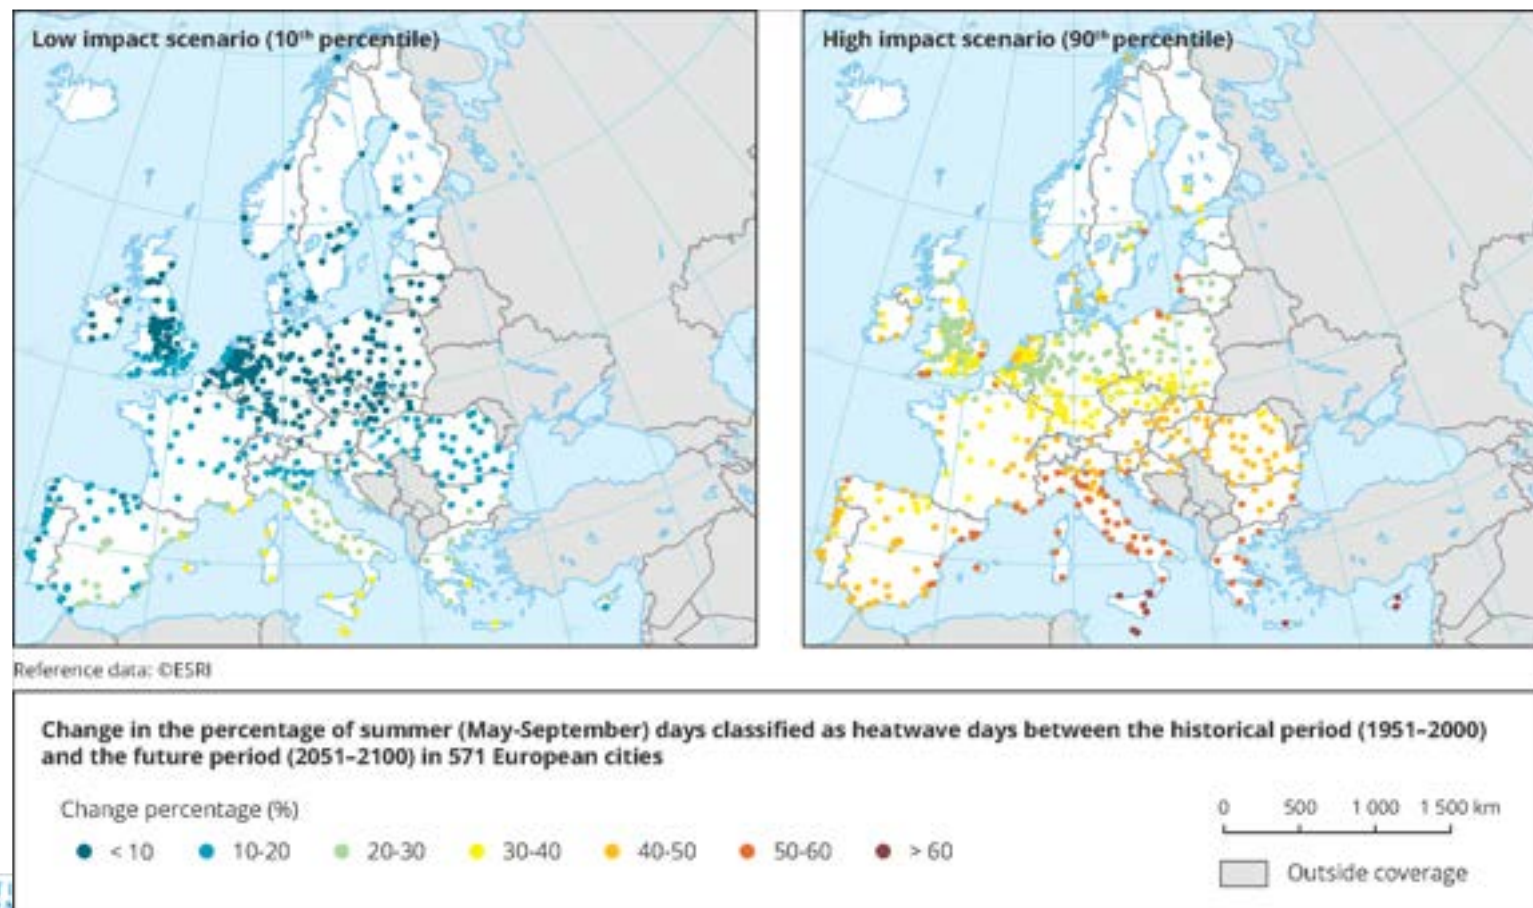 Low impact scenario (10th percentile)
High impact scenario (90th percentile)
Reference data: ©ESRI
Change in the percentage of summer (May-September) days classified as heatwave days between the historical period (1951–2000)
and the future period (2051–2100) in 571 European cities
Change percentage (%)
< 10
10-20
20-30
30-40
40-50
50-60
> 60
0 500 1 000 1 500 km
Outside coverage